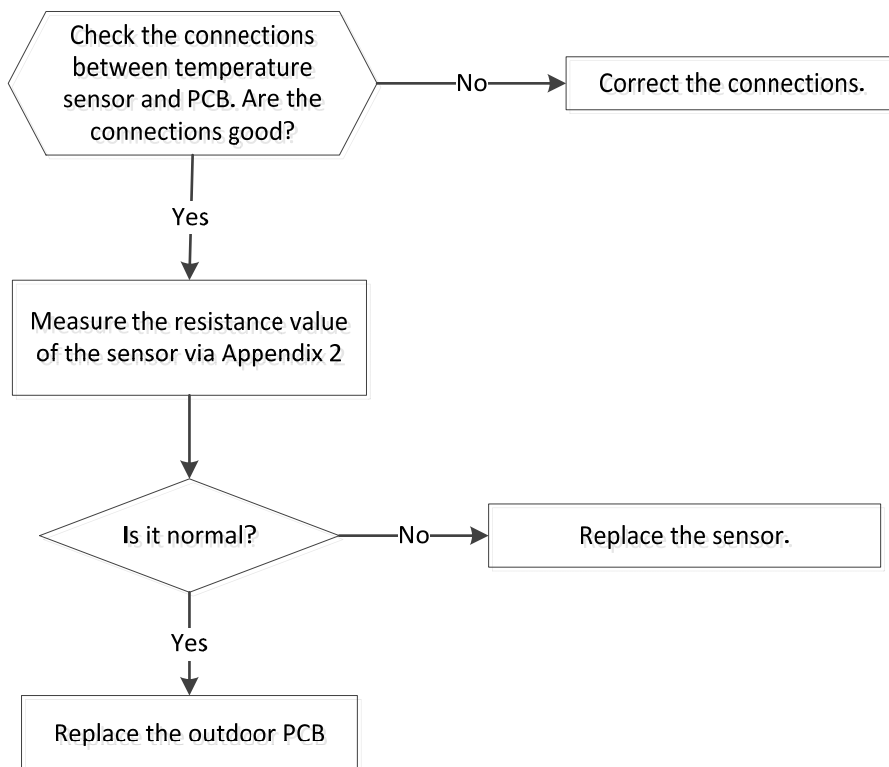 Check the connections
between temperature
sensor and PCB. Are the
connections good?
No
Correct the connections.
Yes
Measure the resistance value
of the sensor via Appendix 2
Is it normal?
No
Replace the sensor.
Yes
Replace the outdoor PCB